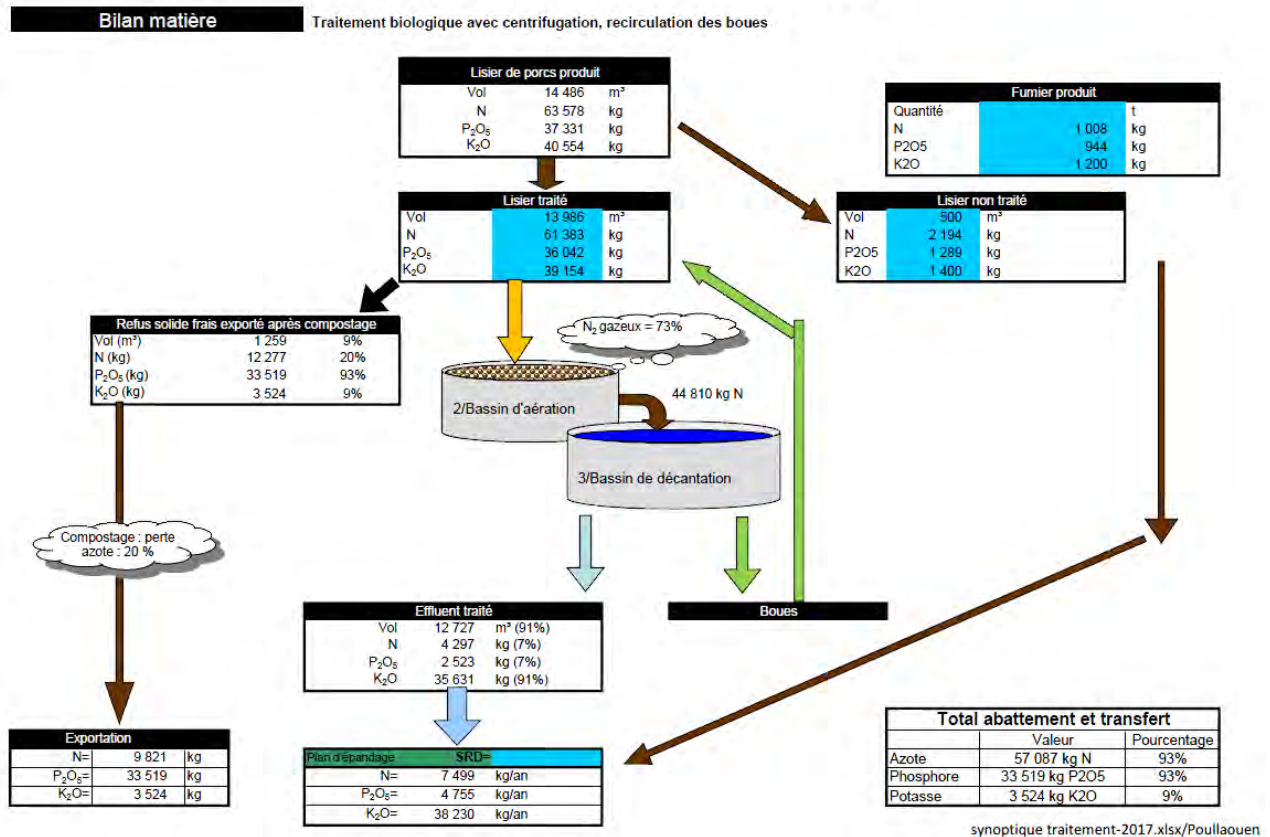 Bilan matière
Traitement biologique avec centrifugation, recirculation des boues
Lisier de porcs produit
Vol 14 486 m³
N 63 578 kg
P₂O₅ 37 331 kg
K₂O 40 554 kg
Fumier produit
Quantité t
N 1 008 kg
P2O5 944 kg
K2O 1 200 kg
Lisier traité
Vol 13 986 m³
N 61 383 kg
P₂O₅ 36 042 kg
K₂O 39 154 kg
Lisier non traité
Vol 500 m³
N 2 194 kg
P2O5 1 289 kg
K2O 1 400 kg
Refus solide frais exporté après compostage
Vol (m³) 1 259 9%
N (kg) 12 277 20%
P₂O₅ (kg) 33 519 93%
K₂O (kg) 3 524 9%
N₂ gazeux = 73%
44 810 kg N
2/Bassin d'aération
3/Bassin de décantation
Compostage : perte
azote : 20 %
Effluent traité
Vol 12 727 m³ (91%)
N 4 297 kg (7%)
P₂O₅ 2 523 kg (7%)
K₂O 35 631 kg (91%)
Boues
Exportation
N= 9 821 kg
P₂O₅= 33 519 kg
K₂O= 3 524 kg
Plan d'épandage SRD=
N= 7 499 kg/an
P₂O₅= 4 755 kg/an
K₂O= 38 230 kg/an
Total abattement et transfert
Valeur Pourcentage
Azote 57 087 kg N 93%
Phosphore 33 519 kg P2O5 93%
Potasse 3 524 kg K2O 9%
synoptique traitement-2017.xlsx/Poullaouen